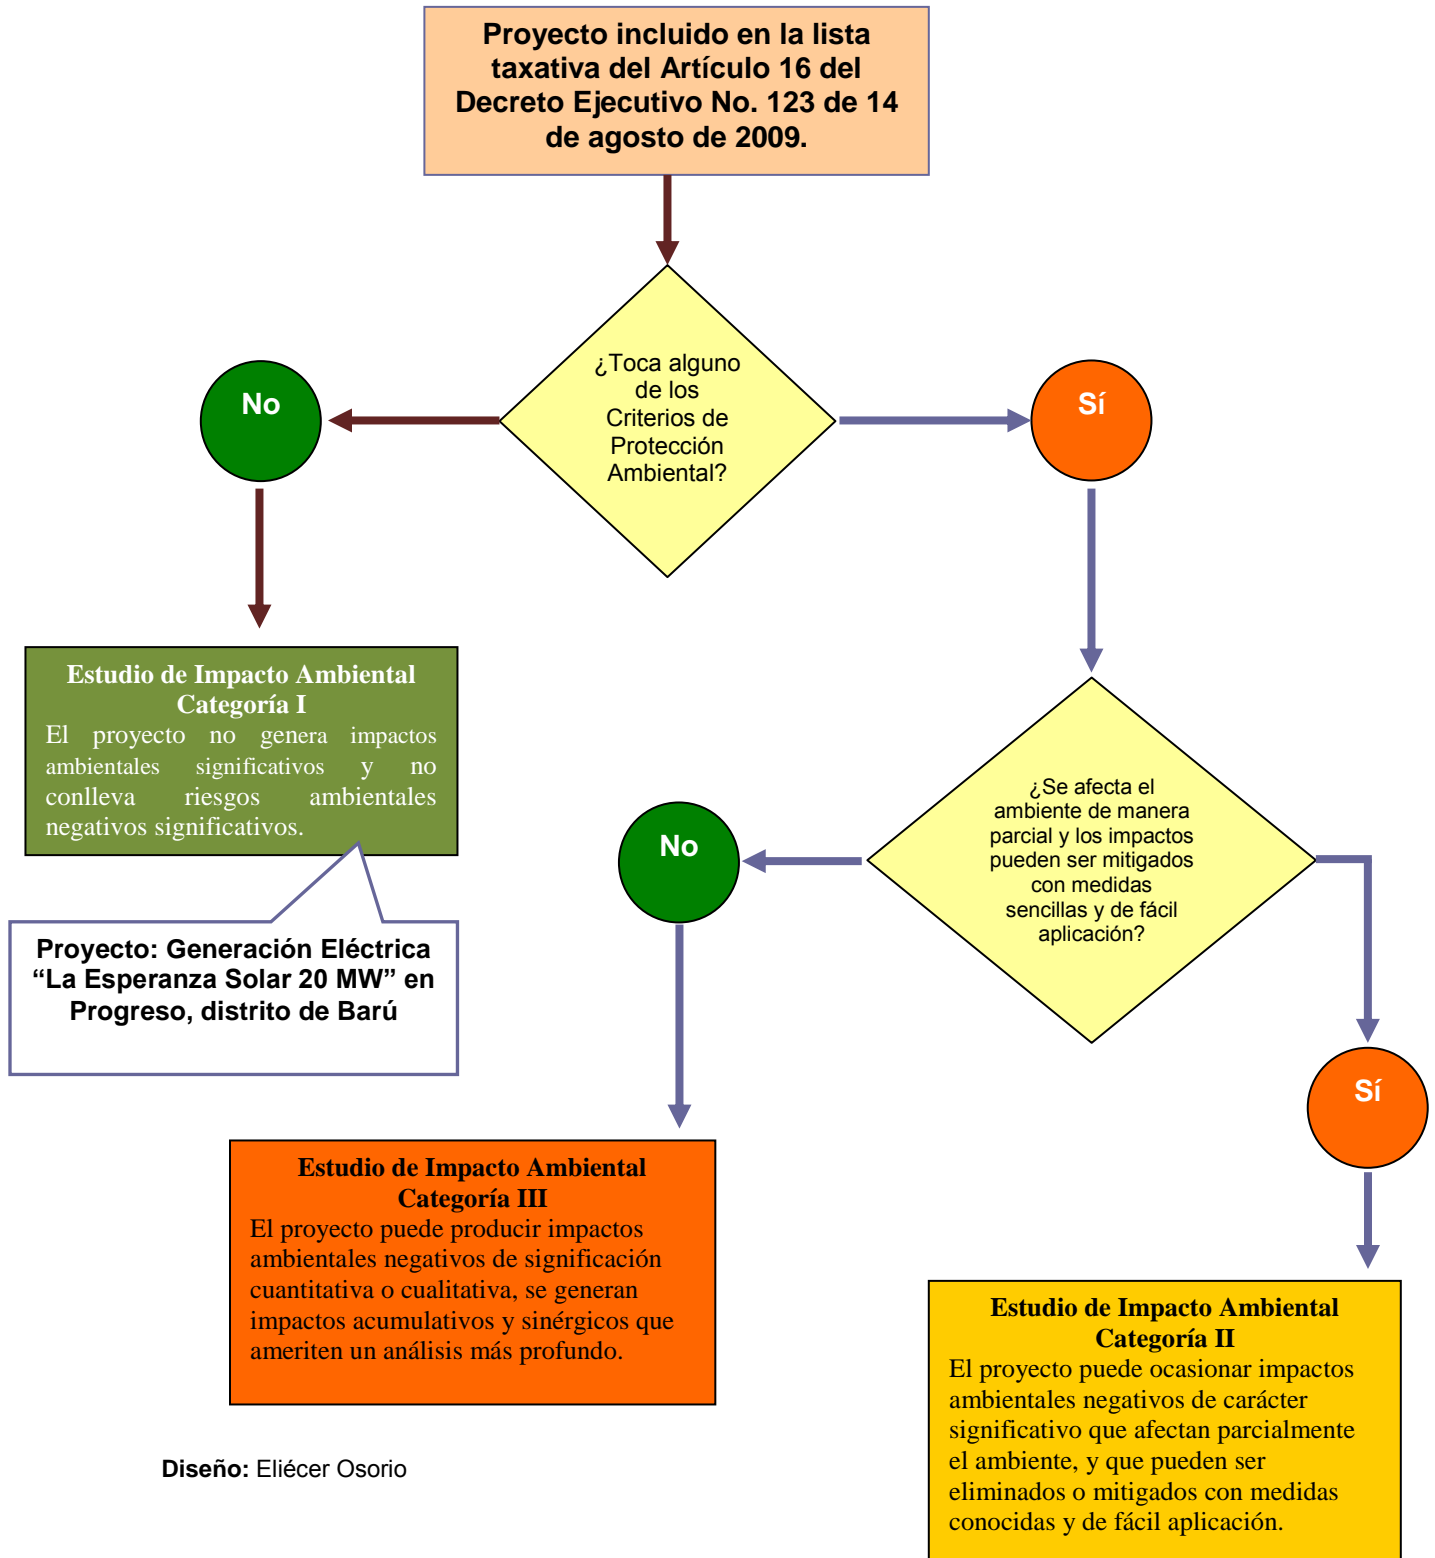 Proyecto incluido en la lista
taxativa del Artículo 16 del
Decreto Ejecutivo No. 123 de 14
de agosto de 2009.
¿Toca alguno
de los
Criterios de
Protección
Ambiental?
No
Sí
Estudio de Impacto Ambiental
Categoría I
El proyecto no genera impactos
ambientales significativos y no
conlleva riesgos ambientales
negativos significativos.
¿Se afecta el
ambiente de manera
parcial y los impactos
pueden ser mitigados
con medidas
sencillas y de fácil
aplicación?
No
Proyecto: Generación Eléctrica
“La Esperanza Solar 20 MW” en
Progreso, distrito de Barú
Sí
Estudio de Impacto Ambiental
Categoría III
El proyecto puede producir impactos
ambientales negativos de significación
cuantitativa o cualitativa, se generan
impactos acumulativos y sinérgicos que
ameriten un análisis más profundo.
Estudio de Impacto Ambiental
Categoría II
El proyecto puede ocasionar impactos
ambientales negativos de carácter
significativo que afectan parcialmente
el ambiente, y que pueden ser
eliminados o mitigados con medidas
conocidas y de fácil aplicación.
Diseño: Eliécer Osorio